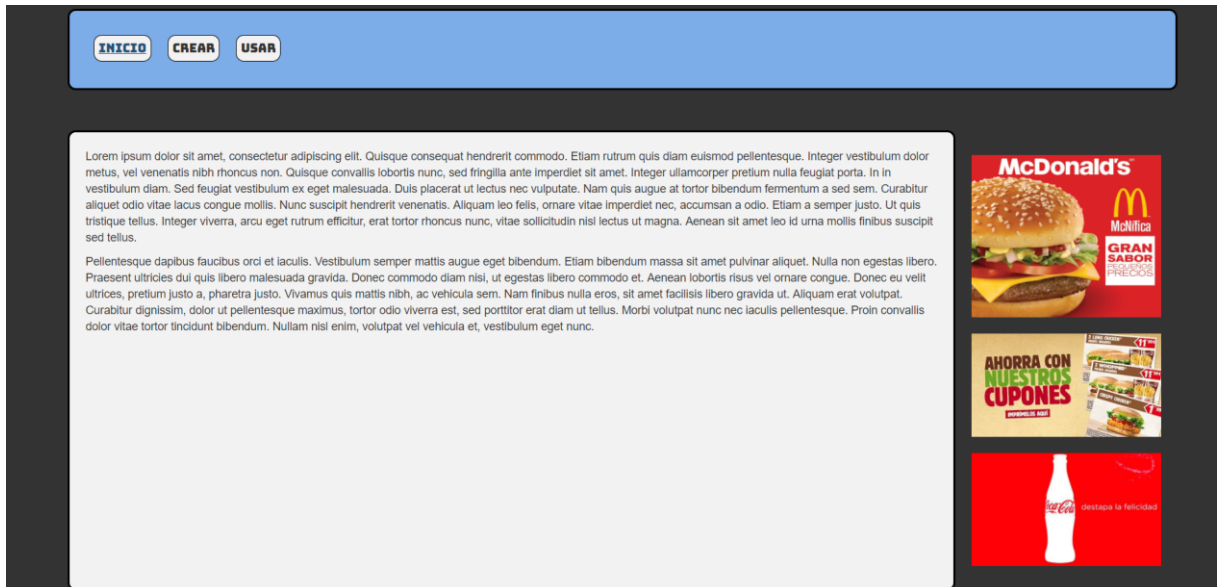 INICIO CREAR USAR
Lorem ipsum dolor sit amet, consectetur adipiscing elit. Quisque consequat hendrerit commodo. Etiam rutrum quis diam euismod pellentesque. Integer vestibulum dolor
metus, vel venenatis nibh rhoncus non. Quisque convallis lobortis nunc, sed fringilla ante imperdiet sit amet. Integer ullamcorper pretium nulla feugiat porta. In in
vestibulum diam. Sed feugiat vestibulum ex eget malesuada. Duis placerat ut lectus nec vulputate. Nam quis augue at tortor bibendum fermentum a sed sem. Curabitur
aliquet odio vitae lacus congue mollis. Nunc suscipit hendrerit venenatis. Aliquam leo felis, ornare vitae imperdiet nec, accumsan a odio. Etiam a semper justo. Ut quis
tristique tellus. Integer viverra, arcu eget rutrum efficitur, erat tortor rhoncus nunc, vitae sollicitudin nisl lectus ut magna. Aenean sit amet leo id urna mollis finibus suscipit
sed tellus.
Pellentesque dapibus faucibus orci et iaculis. Vestibulum semper mattis augue eget bibendum. Etiam bibendum massa sit amet pulvinar aliquet. Nulla non egestas libero.
Praesent ultricies dui quis libero malesuada gravida. Donec commodo diam nisi, ut egestas libero commodo et. Aenean lobortis risus vel ornare congue. Donec eu velit
ultrices, pretium justo a, pharetra justo. Vivamus quis mattis nibh, ac vehicula sem. Nam finibus nulla eros, sit amet facilisis libero gravida ut. Aliquam erat volutpat.
Curabitur dignissim, dolor ut pellentesque maximus, tortor odio viverra est, sed porttitor erat diam ut tellus. Morbi volutpat nunc nec iaculis pellentesque. Proin convallis
dolor vitae tortor tincidunt bibendum. Nullam nisl enim, volutpat vel vehicula et, vestibulum eget nunc.
McDonald's
McNífica
GRAN
SABOR
PEQUEÑOS
PRECIOS
AHORRA CON
NUESTROS
CUPONES
IMPRÍMELOS AQUÍ
Coca-Cola
destapa la felicidad